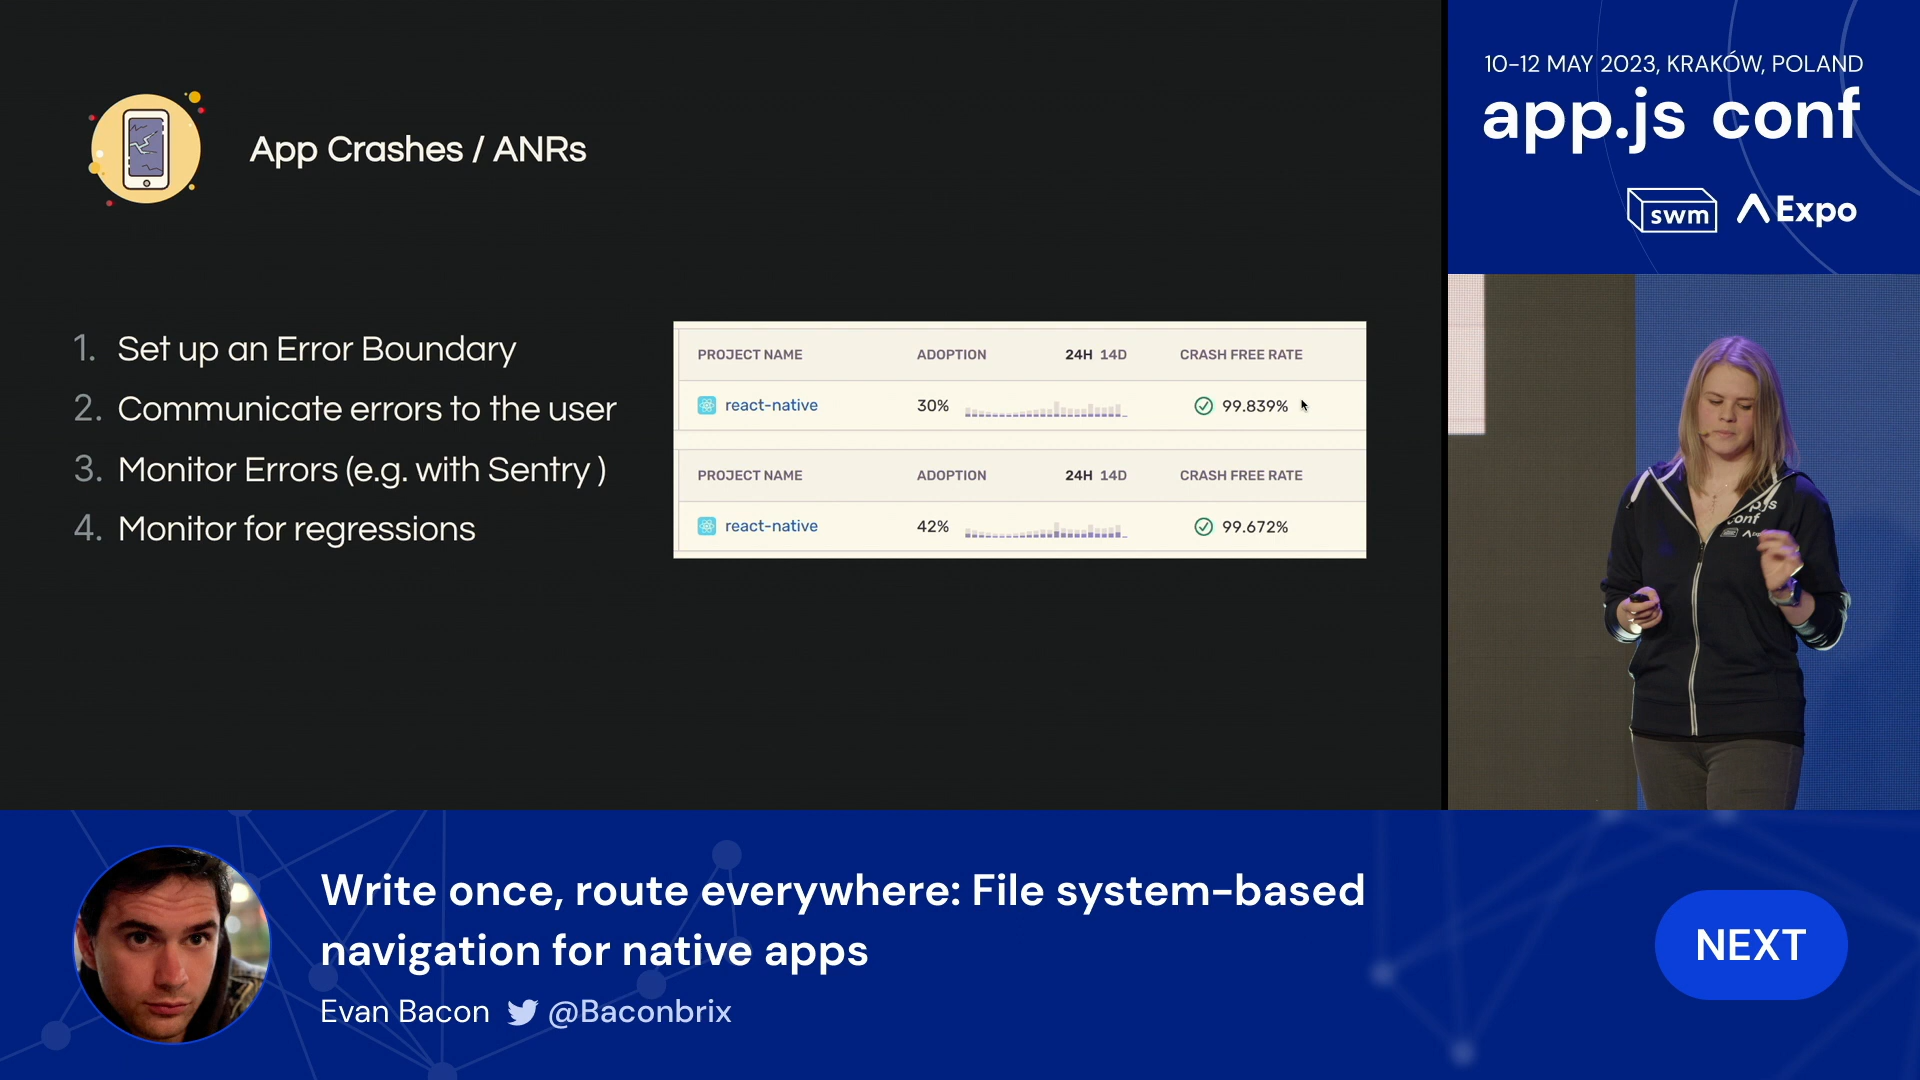 App Crashes / ANRs
1. Set up an Error Boundary
2. Communicate errors to the user
3. Monitor Errors (e.g. with Sentry )
4. Monitor for regressions
PROJECT NAME ADOPTION 24H 14D CRASH FREE RATE
react-native 30% 99.839%
PROJECT NAME ADOPTION 24H 14D CRASH FREE RATE
react-native 42% 99.672%
10-12 MAY 2023, KRAKÓW, POLAND
app.js conf
swm Expo
conf
Write once, route everywhere: File system-based
navigation for native apps
Evan Bacon @Baconbrix
NEXT